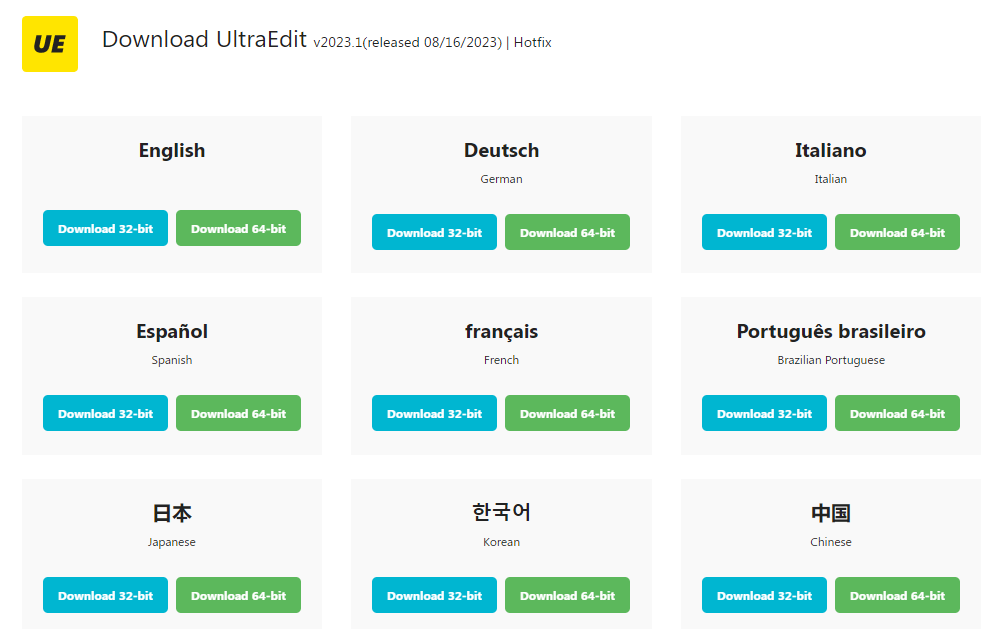 UE
Download UltraEdit v2023.1(released 08/16/2023) | Hotfix
English
Download 32-bit Download 64-bit
Deutsch
German
Download 32-bit Download 64-bit
Italiano
Italian
Download 32-bit Download 64-bit
Español
Spanish
Download 32-bit Download 64-bit
français
French
Download 32-bit Download 64-bit
Português brasileiro
Brazilian Portuguese
Download 32-bit Download 64-bit
日本
Japanese
Download 32-bit Download 64-bit
한국어
Korean
Download 32-bit Download 64-bit
中国
Chinese
Download 32-bit Download 64-bit